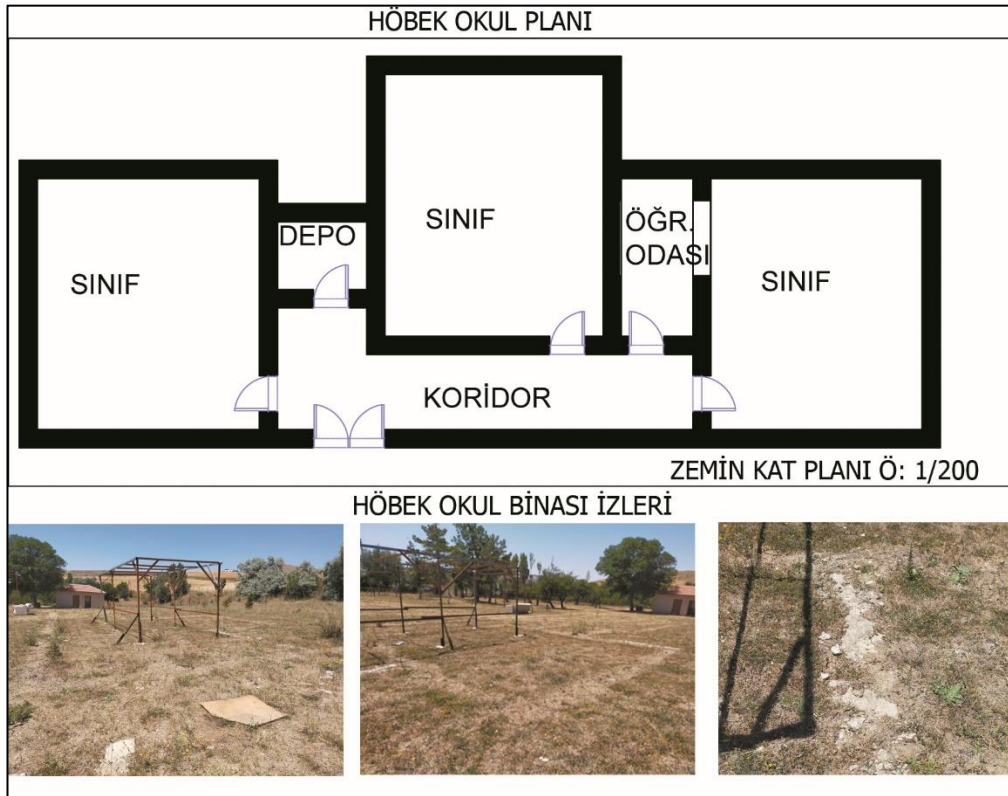 HÖBEK OKUL PLANI
SINIF
DEPO
SINIF
ÖĞR.
ODASI
SINIF
KORİDOR
ZEMİN KAT PLANI Ö: 1/200
HÖBEK OKUL BİNASI İZLERİ